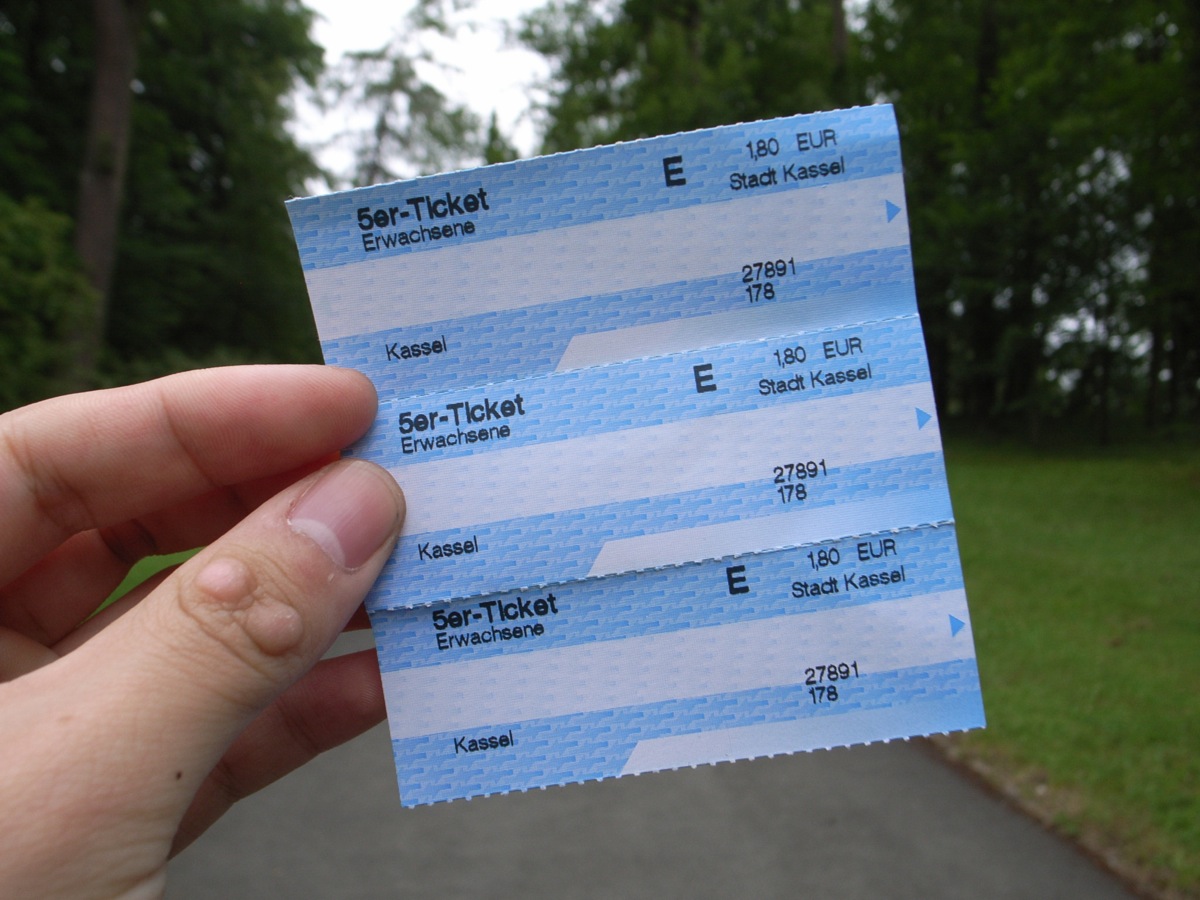 5er-Ticket
Erwachsene
E
1,80 EUR
Stadt Kassel
27891
178
Kassel
5er-Ticket
Erwachsene
E
1,80 EUR
Stadt Kassel
27891
178
Kassel
5er-Ticket
Erwachsene
E
1,80 EUR
Stadt Kassel
27891
178
Kassel